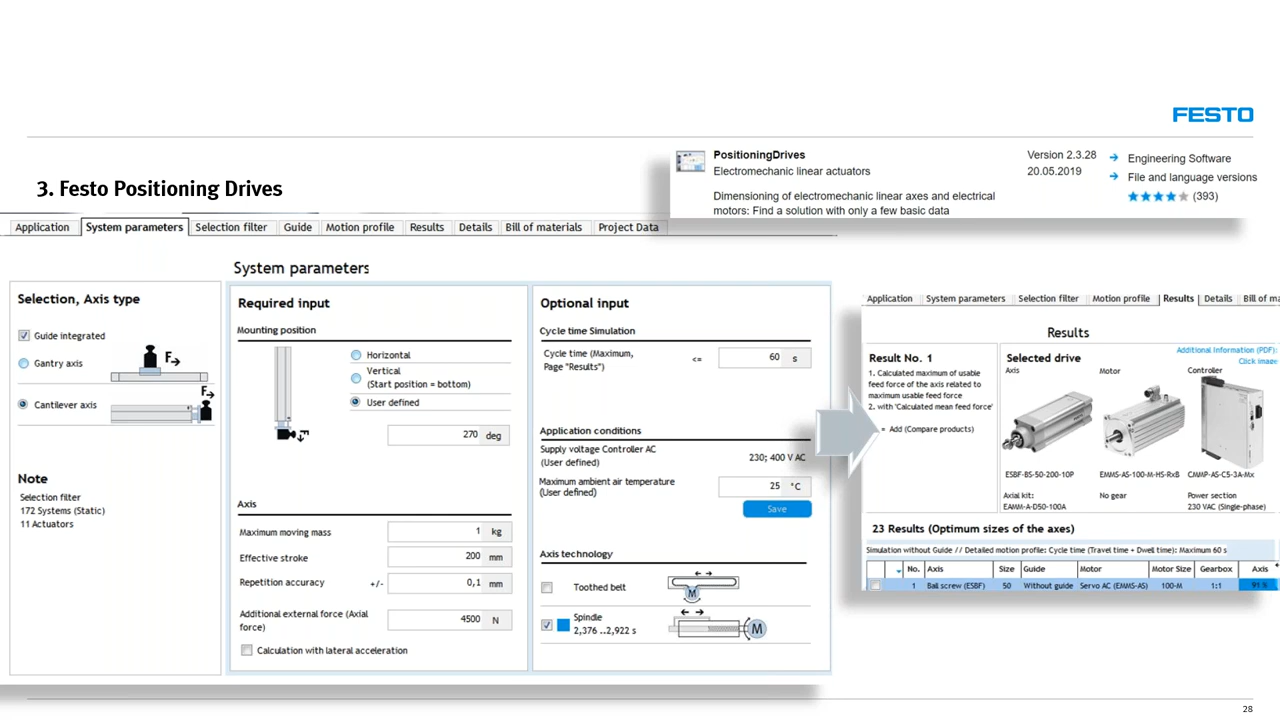 FESTO
3. Festo Positioning Drives
PositioningDrives
Electromechanic linear actuators
Dimensioning of electromechanic linear axes and electrical
motors: Find a solution with only a few basic data
Version 2.3.28
20.05.2019
Engineering Software
File and language versions
(393)
Application System parameters Selection filter Guide Motion profile Results Details Bill of materials Project Data
System parameters
Selection, Axis type
Guide integrated
Gantry axis
F
Cantilever axis
F
Note
Selection filter
172 Systems (Static)
11 Actuators
Required input
Mounting position
Horizontal
Vertical
(Start position = bottom)
User defined
270 deg
Axis
Maximum moving mass 1 kg
Effective stroke 200 mm
Repetition accuracy +/- 0,1 mm
Additional external force (Axial
force) 4500 N
Calculation with lateral acceleration
Optional input
Cycle time Simulation
Cycle time (Maximum,
Page "Results") <= 60 s
Application conditions
Supply voltage Controller AC
(User defined) 230; 400 V AC
Maximum ambient air temperature
(User defined) 25 °C
Save
Axis technology
Toothed belt
M
Spindle
2,376 ..2,922 s
M
Application System parameters Selection filter Motion profile Results Details Bill of ma
Results
Result No. 1
1. Calculated maximum of usable
feed force of the axis related to
maximum usable feed force
2. with 'Calculated mean feed force'
= Add (Compare products)
Additional Information (PDF):
Click image
Selected drive
Axis Motor Controller
ESBF-BS-50-200-10P EMMS-AS-100-M-HS-RxB CMMP-AS-C5-3A-Mx
Axial kit: No gear Power section
EAMM-A-D50-100A 230 VAC (Single-phase)
23 Results (Optimum sizes of the axes)
Simulation without Guide // Detailed motion profile: Cycle time (Travel time + Dwell time): Maximum 60 s
No. Axis Size Guide Motor Motor Size Gearbox Axis
1 Ball screw (ESBF) 50 Without guide Servo AC (EMMS-AS) 100-M 1:1 91 %
28